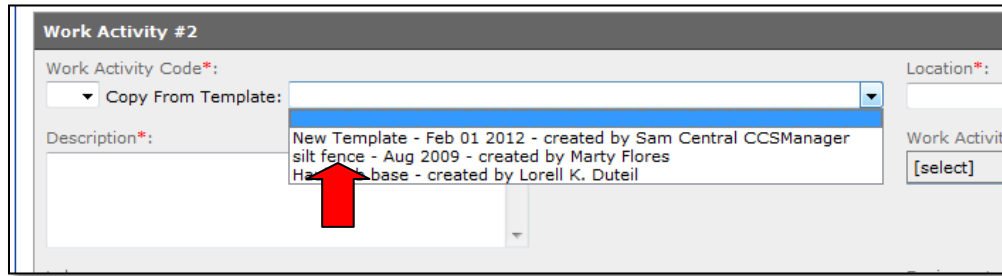 Work Activity #2
Work Activity Code*:
Location*:
Copy From Template:
Description*:
New Template - Feb 01 2012 - created by Sam Central CCSManager
silt fence - Aug 2009 - created by Marty Flores
base - created by Lorell K. Duteil
Work Activit
[select]